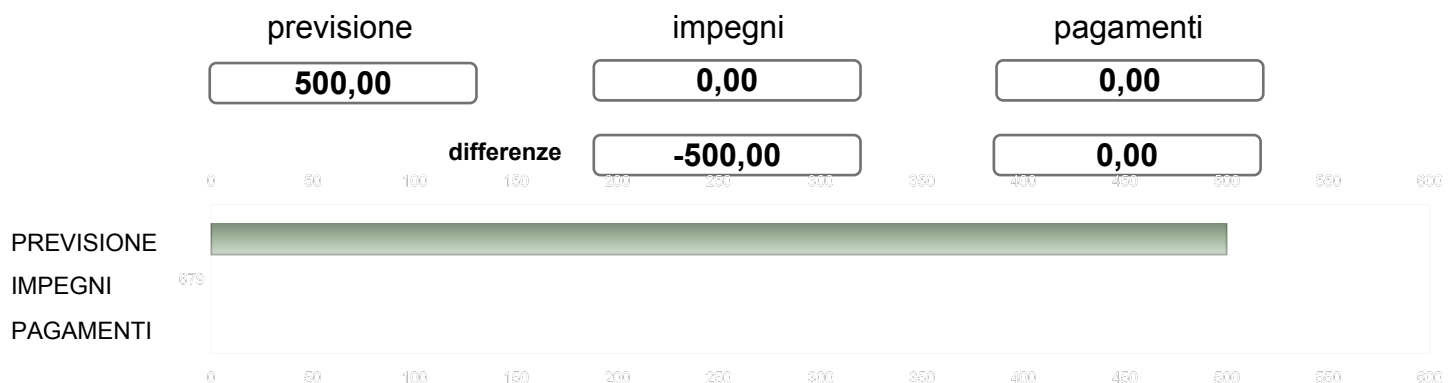 previsione impegni pagamenti
500,00 0,00 0,00
differenze -500,00 0,00
0 50 100 150 200 250 300 350 400 450 500 550 600
PREVISIONE
IMPEGNI 679
PAGAMENTI
0 50 100 150 200 250 300 350 400 450 500 550 600